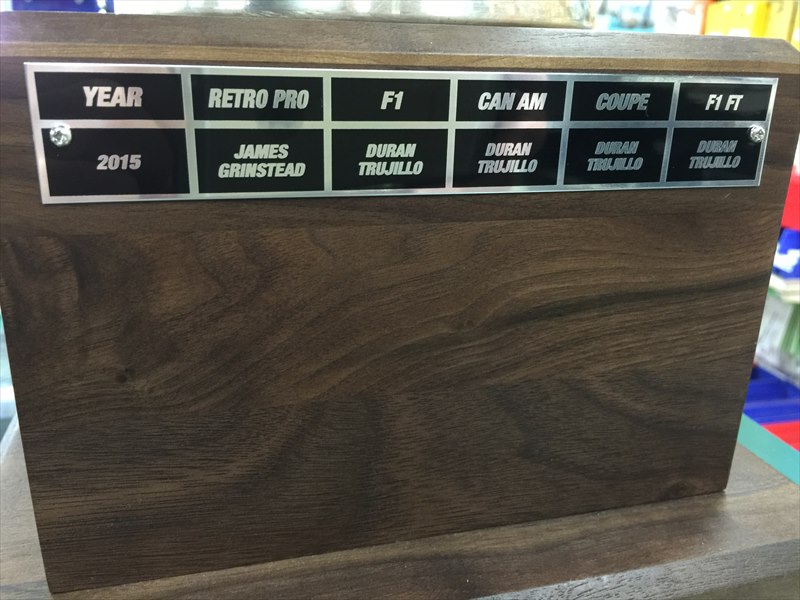 YEAR RETRO PRO F1 CAN AM COUPE F1 FT
2015 JAMES GRINSTEAD DURAN TRUJILLO DURAN TRUJILLO DURAN TRUJILLO DURAN TRUJILLO